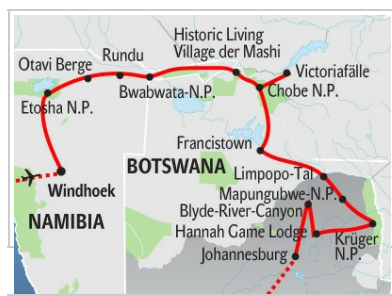 Historic Living
Village der Mashi
Rundu
Otavi Berge
Victoriafälle
Etosha N.P.
Bwabwata-N.P.
Chobe N.P.
Francistown
BOTSWANA
Limpopo-Tal
Windhoek
Mapungubwe-N.P.
Blyde-River-Canyon
NAMIBIA
Hannah Game Lodge
Krüger
N.P.
Johannesburg